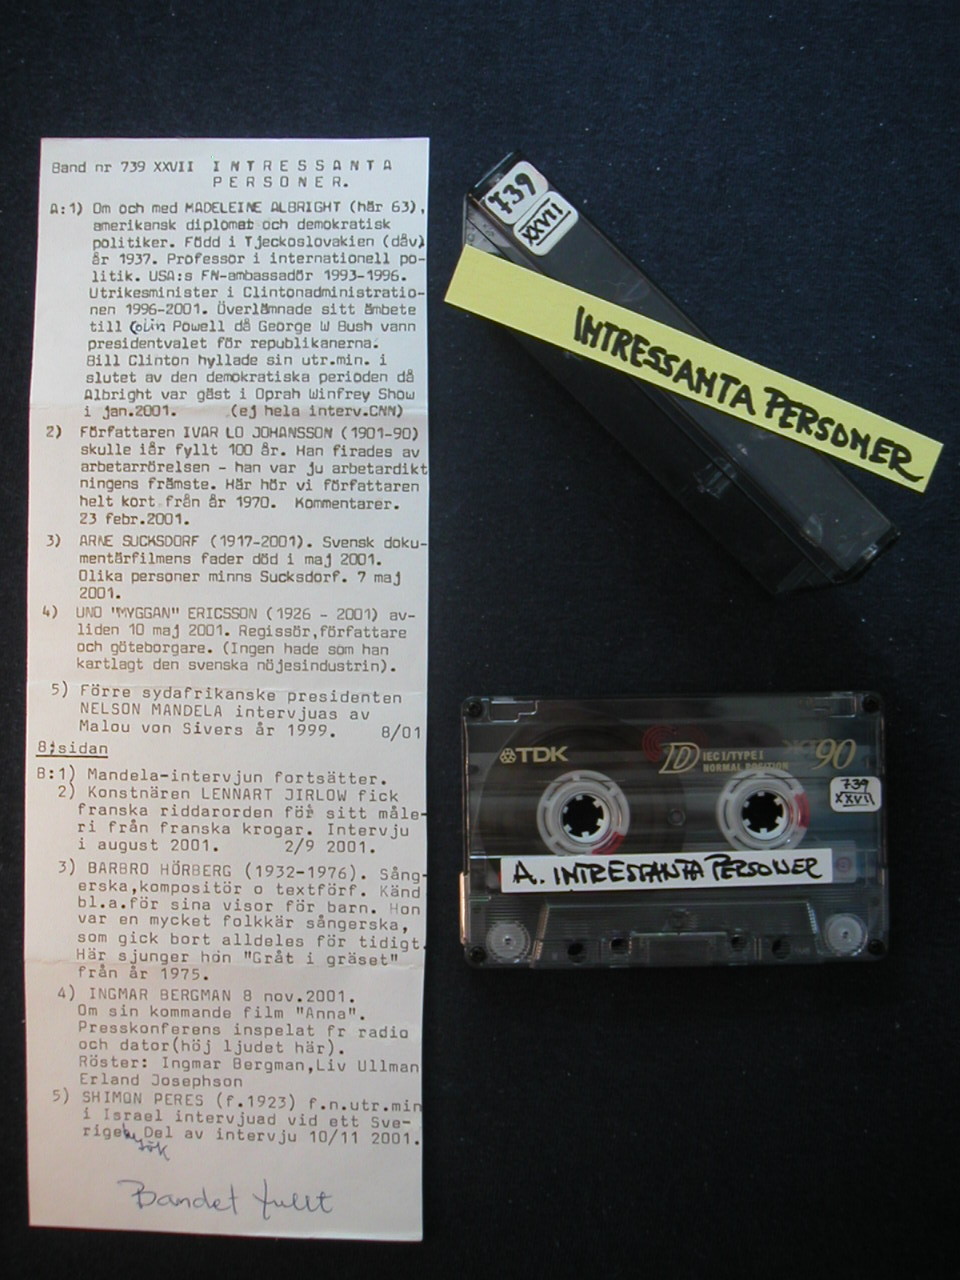 Band nr 739 XXVII INTRESSANTA
PERSONER.
A:1) Om och med MADELEINE ALBRIGHT (här 63),
amerikansk diplomat och demokratisk
politiker. Född i Tjeckoslovakien (dåv)
år 1937. Professor i internationell po-
litik. USA:s FN-ambassadör 1993-1996.
Utrikesminister i Clintonadministratio-
nen 1996-2001. Överlämnade sitt ämbete
till Colin Powell då George W Bush vann
presidentvalet för republikanerna.
Bill Clinton hyllade sin utr.min. i
slutet av den demokratiska perioden då
Albright var gäst i Oprah Winfrey Show
i jan.2001. (ej hela interv.CNN)
2) Författaren IVAR LO JOHANSSON (1901-90)
skulle iår fyllt 100 år. Han firades av
arbetarrörelsen - han var ju arbetardikt
ningens främste. Här hör vi författaren
helt kort från år 1970. Kommentarer.
23 febr.2001.
3) ARNE SUCKSDORF (1917-2001). Svensk doku-
mentärfilmens fader död i maj 2001.
Olika personer minns Sucksdorf. 7 maj
2001.
4) UNO "MYGGAN" ERICSSON (1926 - 2001) av-
liden 10 maj 2001. Regissör,författare
och göteborgare. (Ingen hade som han
kartlagt den svenska nöjesindustrin).
5) Förre sydafrikanske presidenten
NELSON MANDELA intervjuas av
Malou von Sivers år 1999. 8/01
B:sidan
B:1) Mandela-intervjun fortsätter.
2) Konstnären LENNART JIRLOW fick
franska riddarorden för sitt måle-
ri från franska krogar. Intervju
i august 2001. 2/9 2001.
3) BARBRO HÖRBERG (1932-1976). Sång-
erska,kompositör o textförf. Känd
bl.a.för sina visor för barn. Hon
var en mycket folkkär sångerska,
som gick bort alldeles för tidigt.
Här sjunger hon "Gråt i gräset"
från år 1975.
4) INGMAR BERGMAN 8 nov.2001.
Om sin kommande film "Anna".
Presskonferens inspelat fr radio
och dator(höj ljudet här).
Röster: Ingmar Bergman,Liv Ullman
Erland Josephson
5) SHIMON PERES (f.1923) f.n.utr.min
i Israel intervjuad vid ett Sve-
rigebesök Del av intervju 10/11 2001.
Bandet fullt
739
XXVII
INTRESSANTA PERSONER
TDK
D IEC I/TYPE I
NORMAL POSITION
90
739
XXVII
A. INTRESSANTA PERSONER